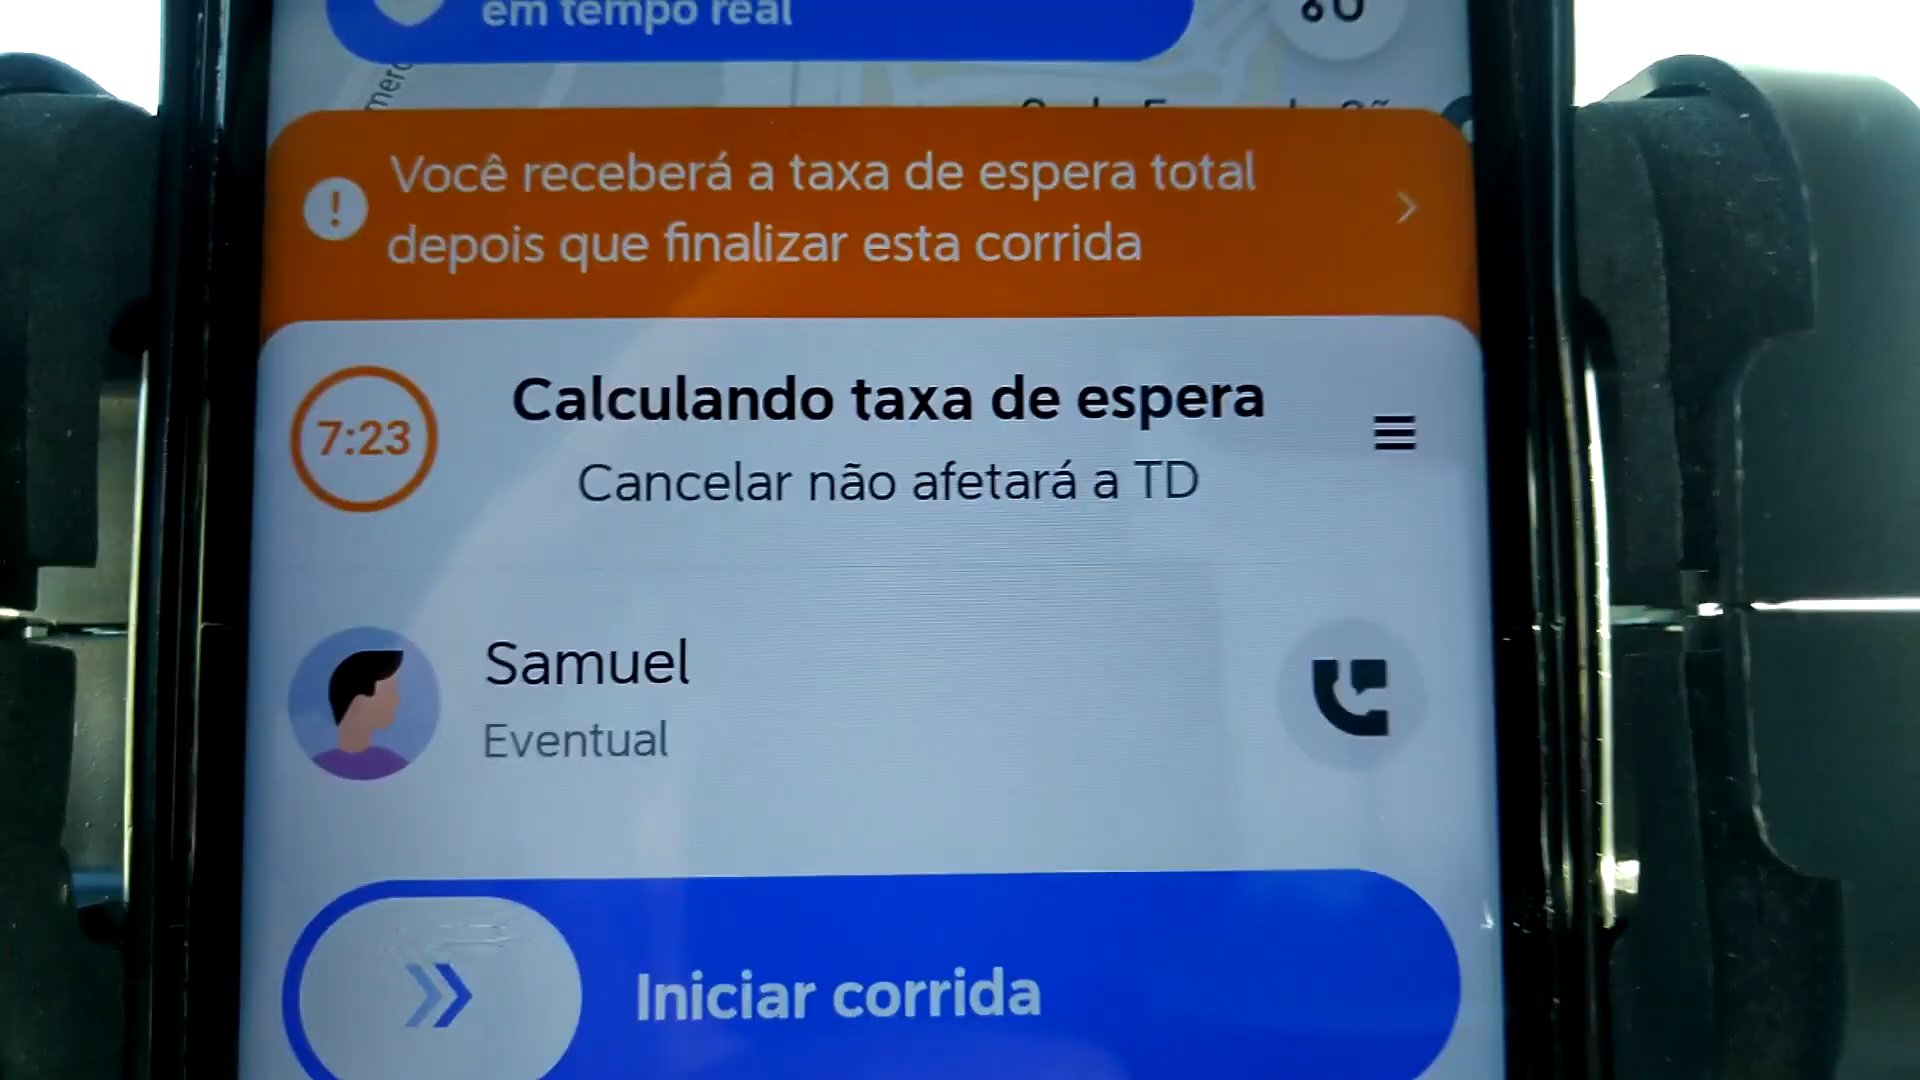 em tempo real
Você receberá a taxa de espera total
depois que finalizar esta corrida
7:23
Calculando taxa de espera
Cancelar não afetará a TD
Samuel
Eventual
Iniciar corrida